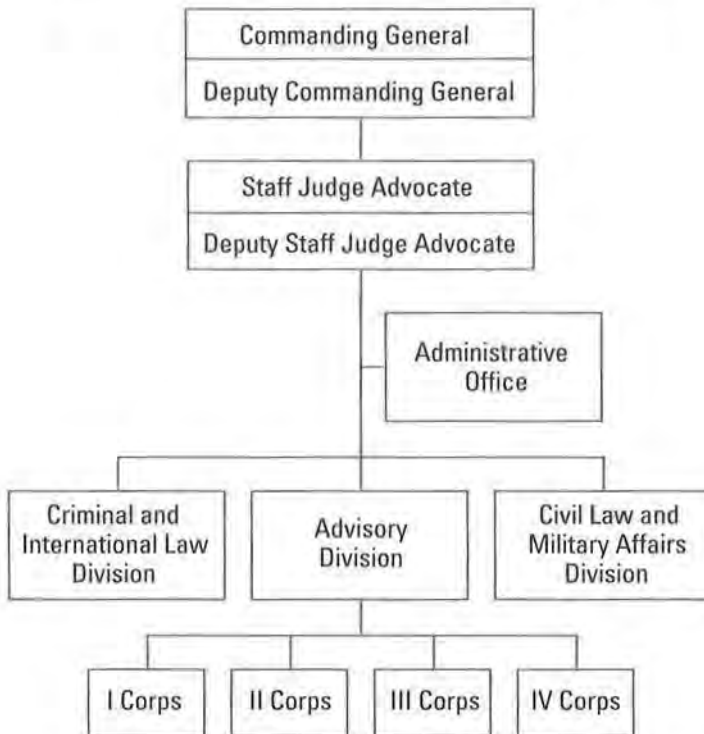 Commanding General
Deputy Commanding General
Staff Judge Advocate
Deputy Staff Judge Advocate
Administrative
Office
Criminal and
International Law
Division
Advisory
Division
Civil Law and
Military Affairs
Division
I Corps
II Corps
III Corps
IV Corps